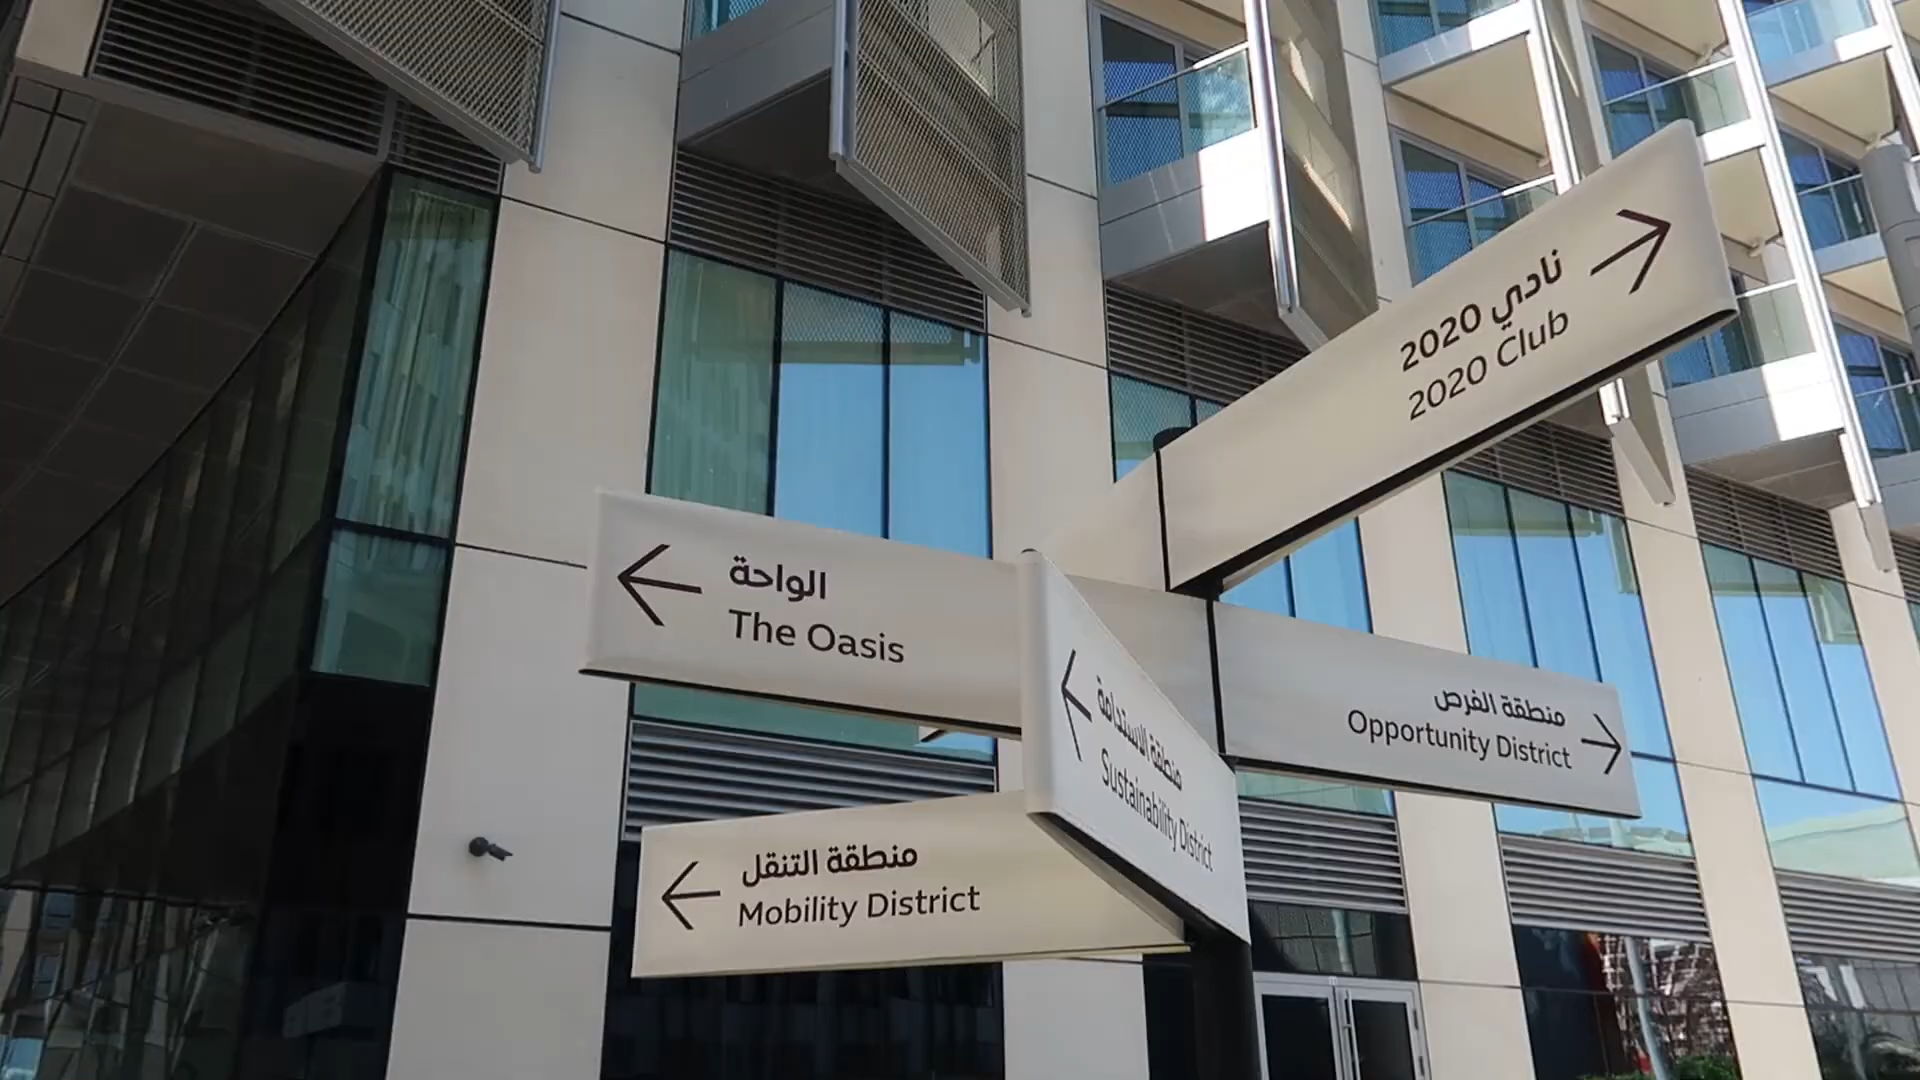 نادي 2020
2020 Club
الواحة
The Oasis
منطقة الاستدامة
Sustainability District
منطقة الفرص
Opportunity District
منطقة التنقل
Mobility District